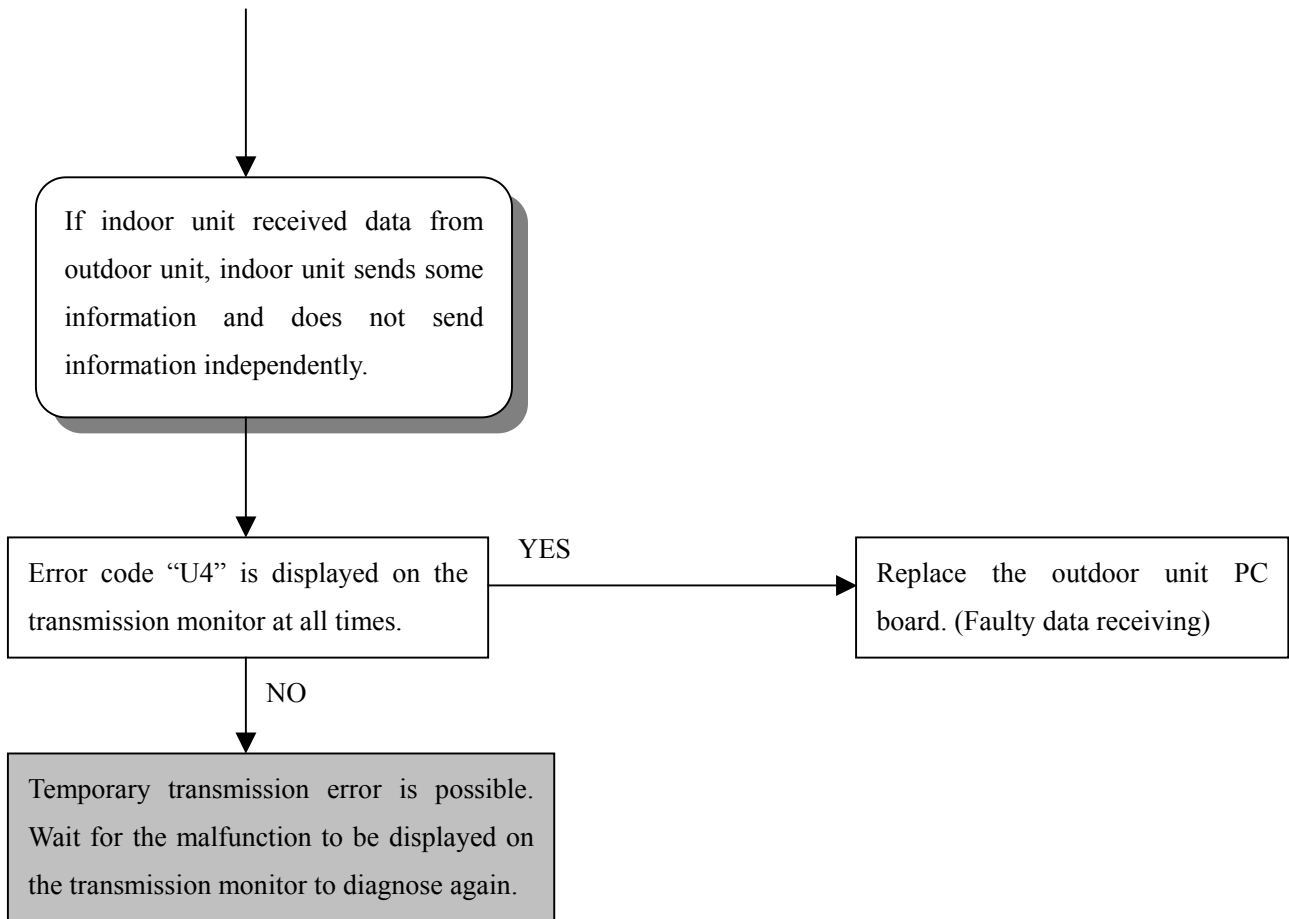 If indoor unit received data from
outdoor unit, indoor unit sends some
information and does not send
information independently.
Error code “U4” is displayed on the
transmission monitor at all times.
YES
Replace the outdoor unit PC
board. (Faulty data receiving)
NO
Temporary transmission error is possible.
Wait for the malfunction to be displayed on
the transmission monitor to diagnose again.